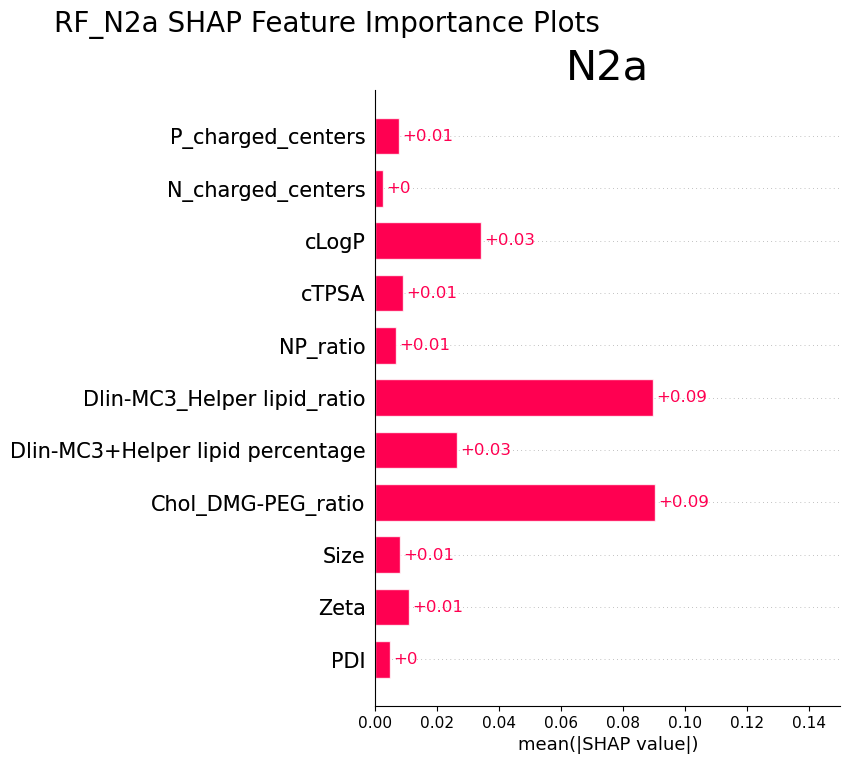 RF_N2a SHAP Feature Importance Plots
N2a
P_charged_centers +0.01
N_charged_centers +0
cLogP +0.03
cTPSA +0.01
NP_ratio +0.01
Dlin-MC3_Helper lipid_ratio +0.09
Dlin-MC3+Helper lipid percentage +0.03
Chol_DMG-PEG_ratio +0.09
Size +0.01
Zeta +0.01
PDI +0
0.00 0.02 0.04 0.06 0.08 0.10 0.12 0.14
mean(|SHAP value|)